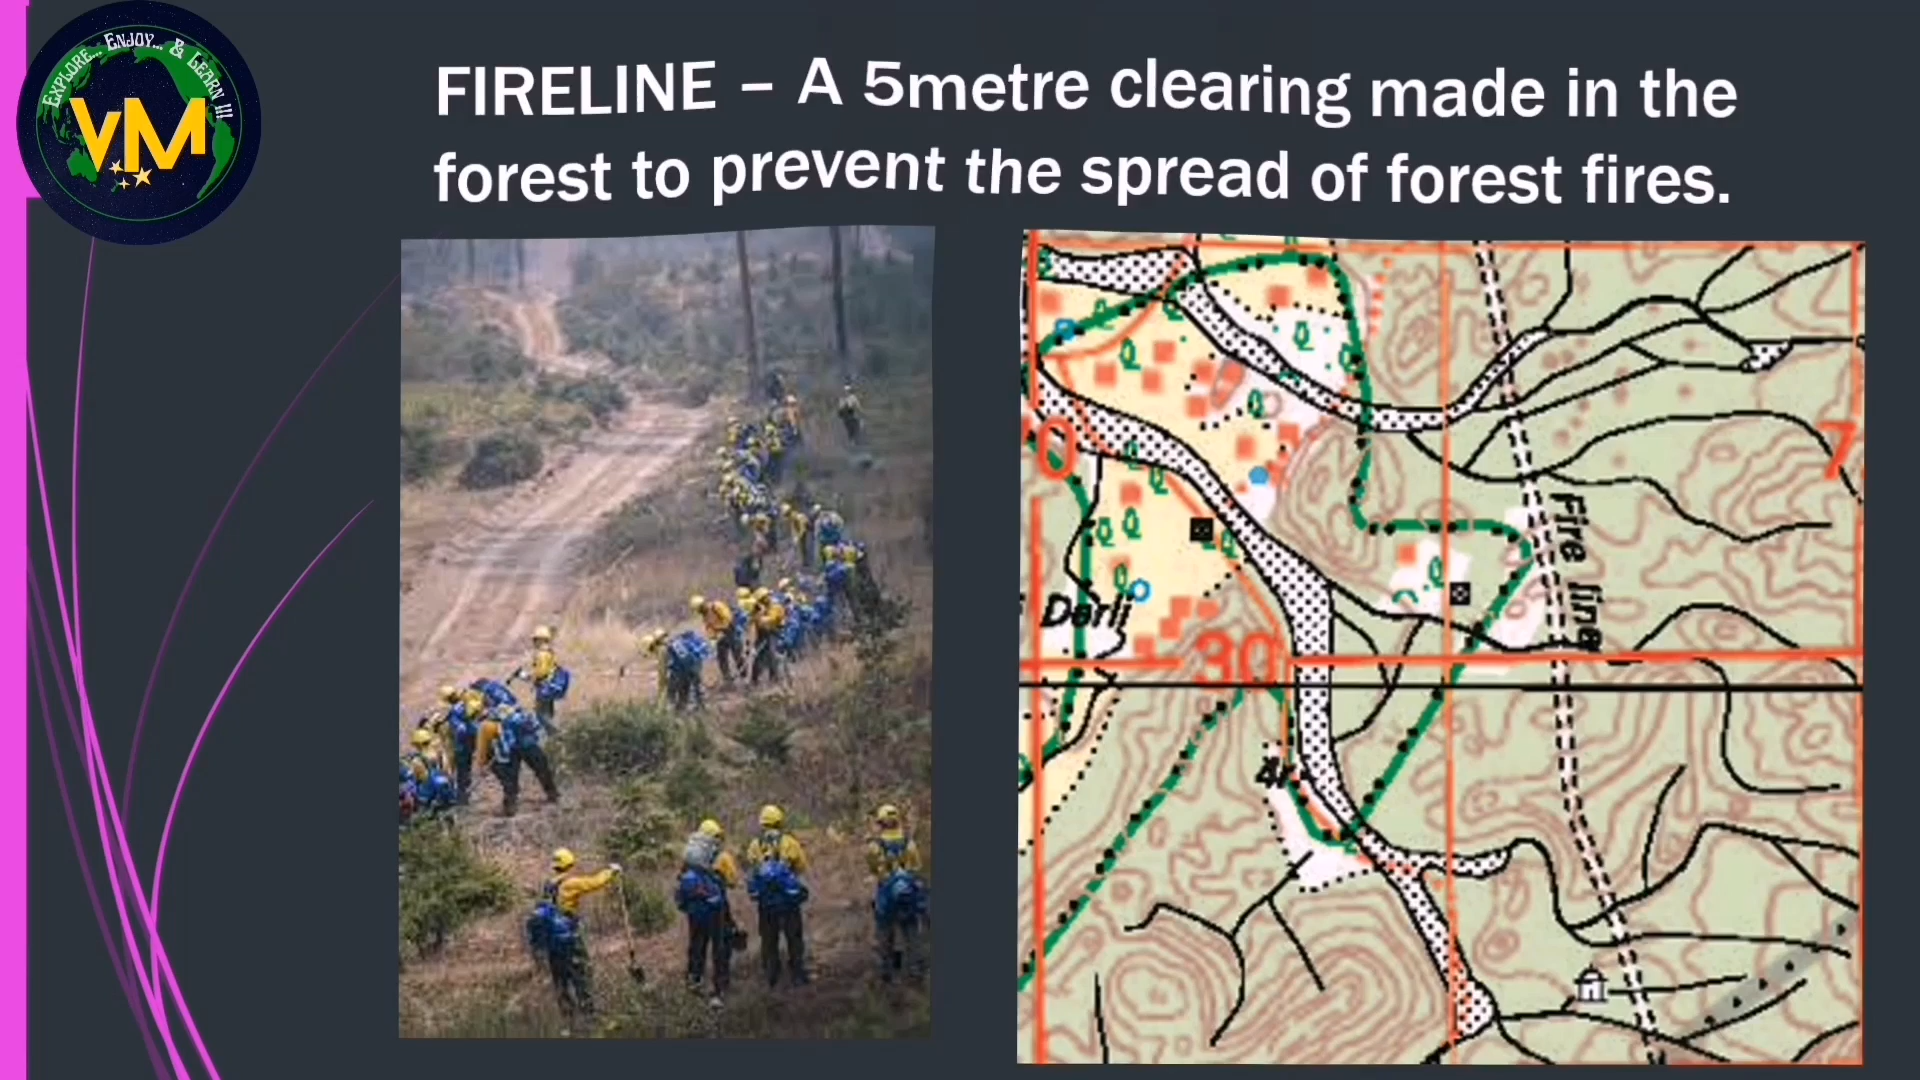 EXPLORE... ENJOY... & LEARN !!!
VM
FIRELINE – A 5metre clearing made in the
forest to prevent the spread of forest fires.
Fire line
Derli
30
7
0